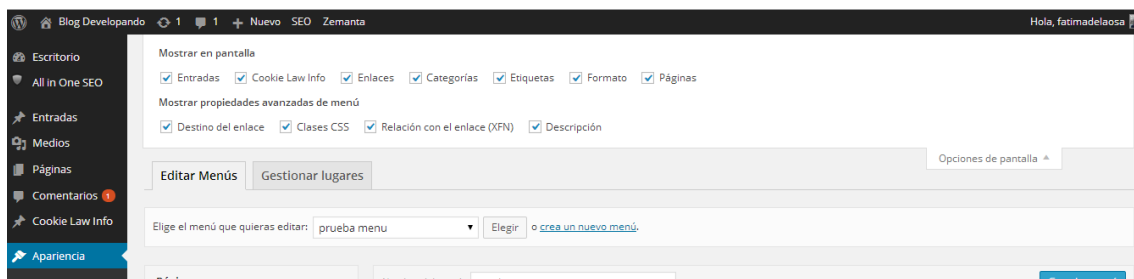 Blog Developando 1 1 + Nuevo SEO Zemanta Hola, fatimadelaosa
Escritorio
All in One SEO
Entradas
Medios
Páginas
Comentarios 1
Cookie Law Info
Apariencia
Mostrar en pantalla
Entradas Cookie Law Info Enlaces Categorías Etiquetas Formato Páginas
Mostrar propiedades avanzadas de menú
Destino del enlace Clases CSS Relación con el enlace (XFN) Descripción
Opciones de pantalla
Editar Menús Gestionar lugares
Elige el menú que quieras editar: prueba menu Elegir o crea un nuevo menú.